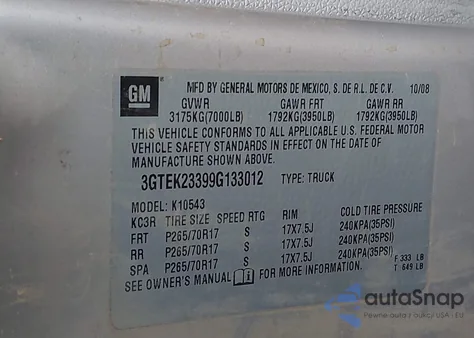 GM
MFD BY GENERAL MOTORS DE MEXICO, S. DE R.L. DE C.V. 10/08
GVWR GAWR FRT GAWR RR
3175KG(7000LB) 1792KG(3950LB) 1792KG(3950LB)
THIS VEHICLE CONFORMS TO ALL APPLICABLE U.S. FEDERAL MOTOR
VEHICLE SAFETY STANDARDS IN EFFECT ON THE DATE OF
MANUFACTURE SHOWN ABOVE.
3GTEK23399G133012 TYPE: TRUCK
MODEL: K10543
KC3R TIRE SIZE SPEED RTG RIM COLD TIRE PRESSURE
FRT P265/70R17 S 17X7.5J 240KPA(35PSI)
RR P265/70R17 S 17X7.5J 240KPA(35PSI)
SPA P265/70R17 S 17X7.5J 240KPA(35PSI)
SEE OWNER'S MANUAL FOR MORE INFORMATION. F 333 LB
T 649 LB
autoSnap
Pewne auto z USA - EU